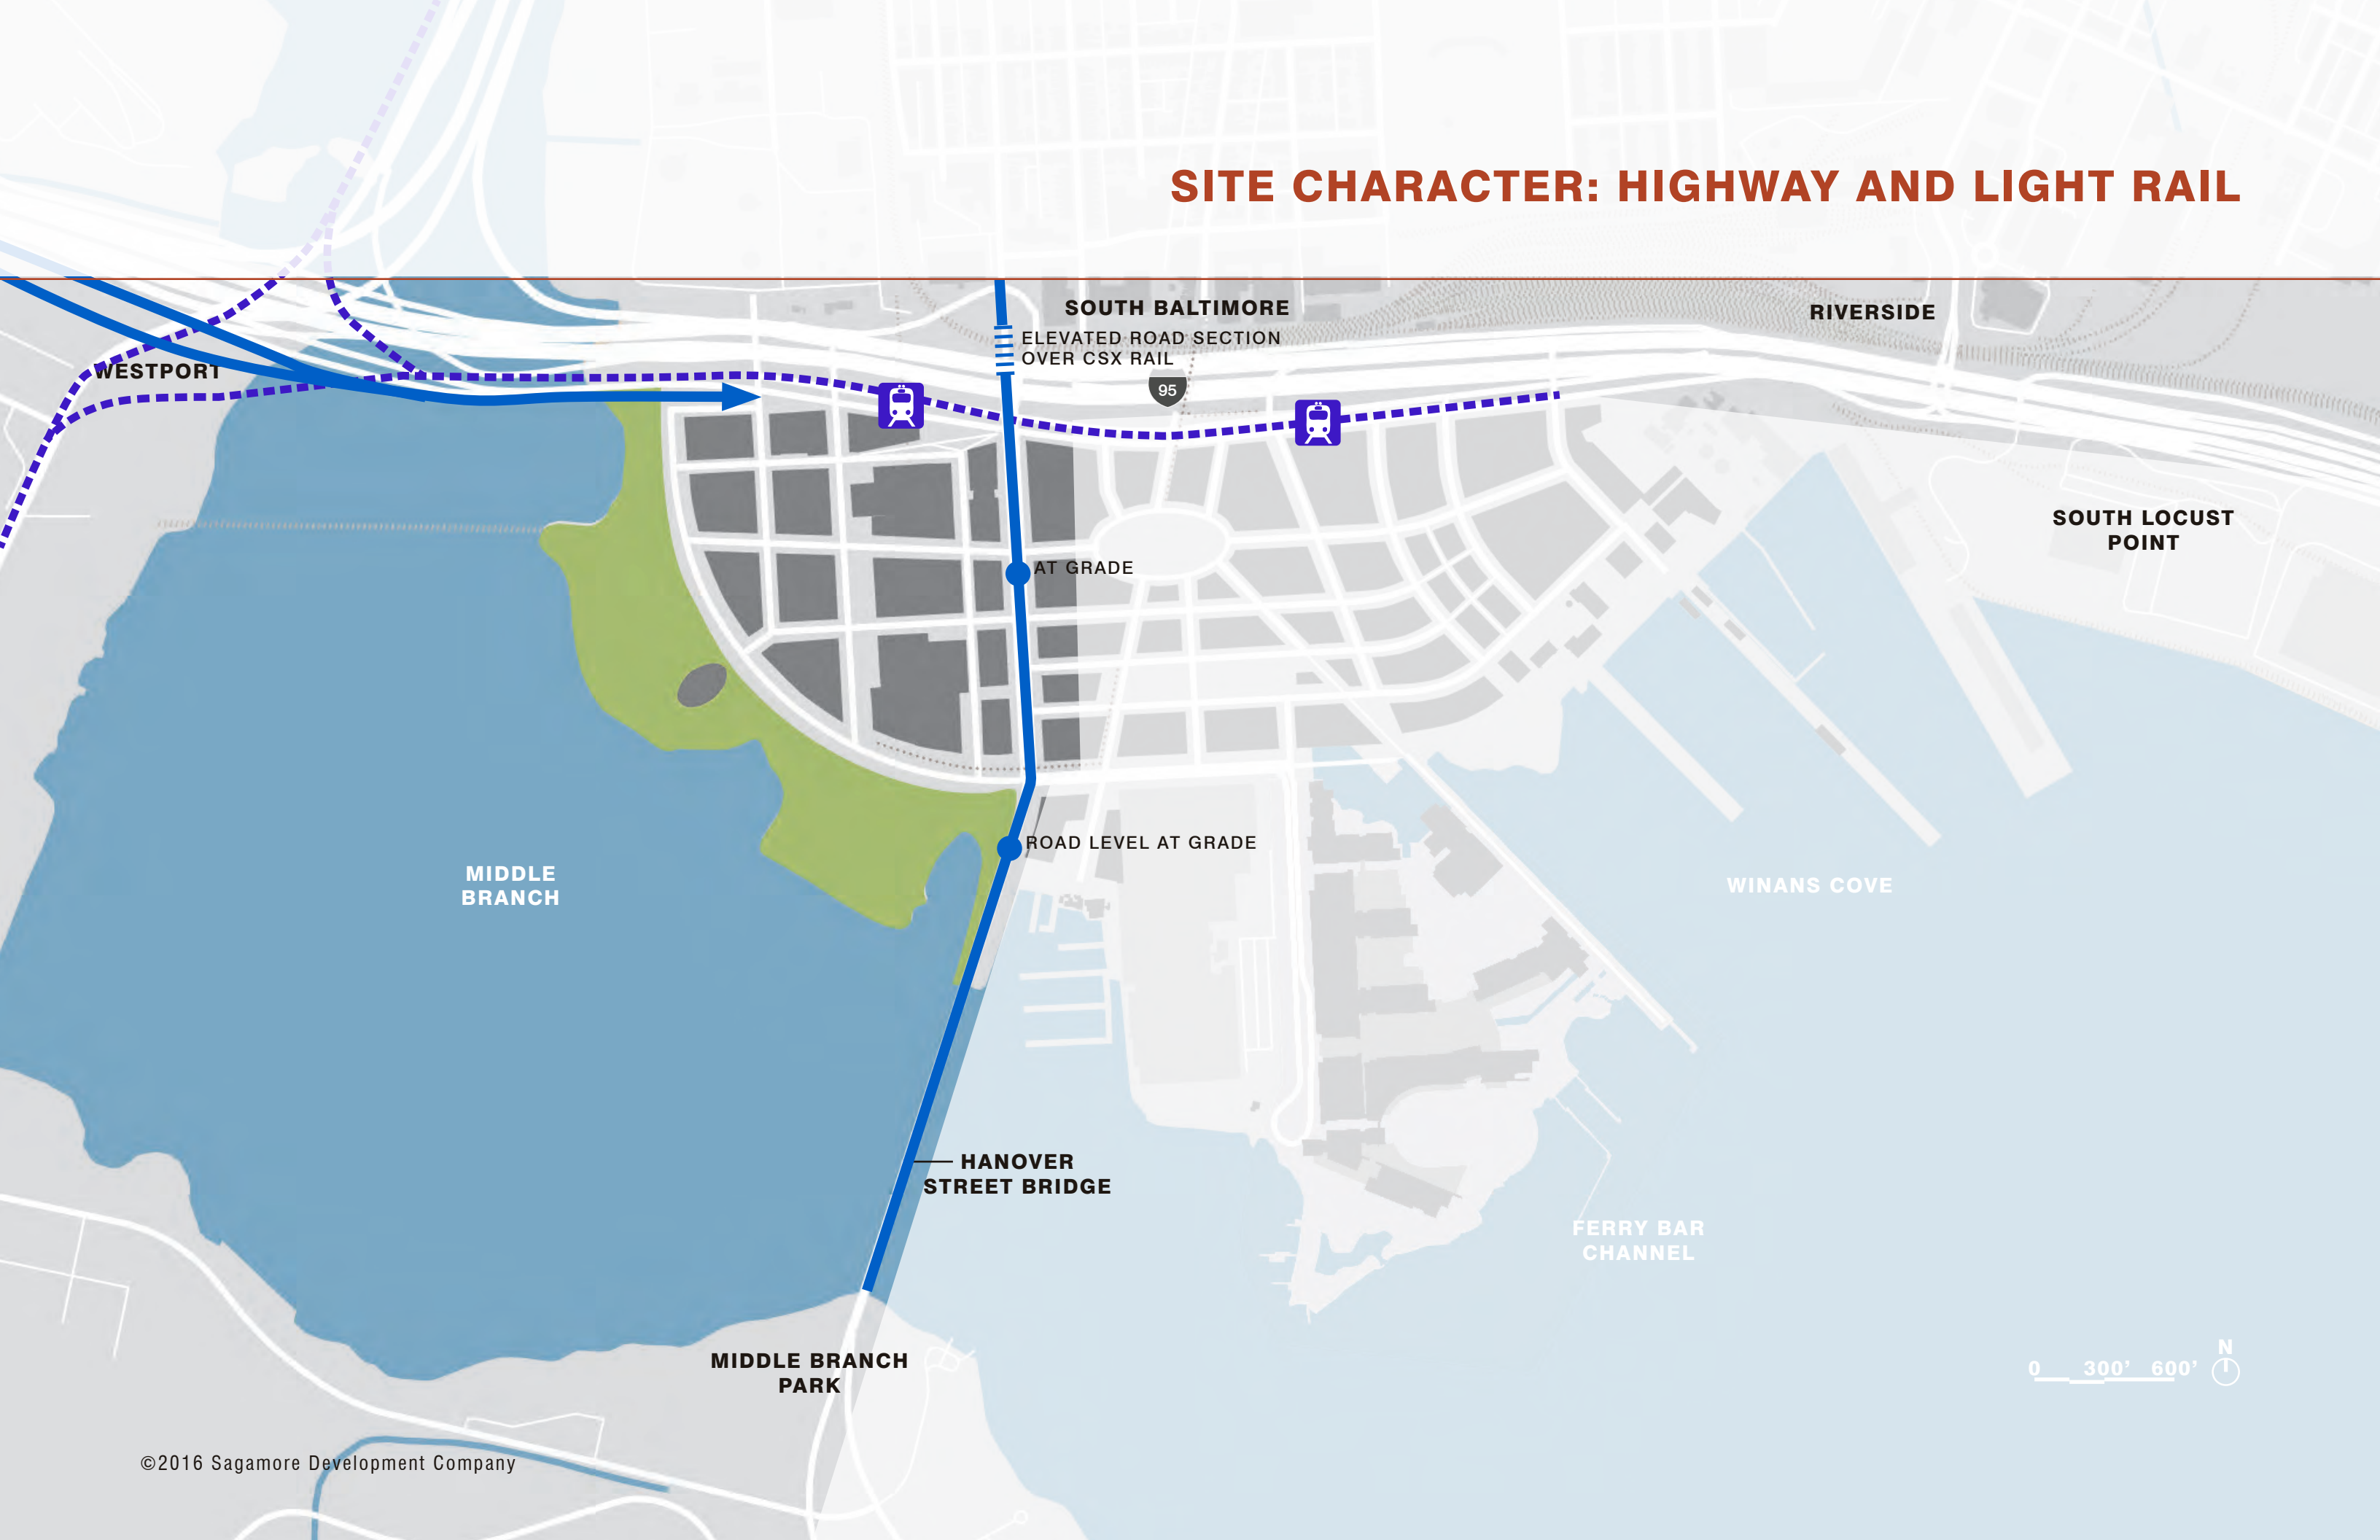 SITE CHARACTER: HIGHWAY AND LIGHT RAIL
SOUTH BALTIMORE
RIVERSIDE
ELEVATED ROAD SECTION
OVER CSX RAIL
WESTPORT
95
SOUTH LOCUST
POINT
AT GRADE
ROAD LEVEL AT GRADE
MIDDLE
BRANCH
WINANS COVE
HANOVER
STREET BRIDGE
FERRY BAR
CHANNEL
MIDDLE BRANCH
PARK
N
0 300' 600'
©2016 Sagamore Development Company